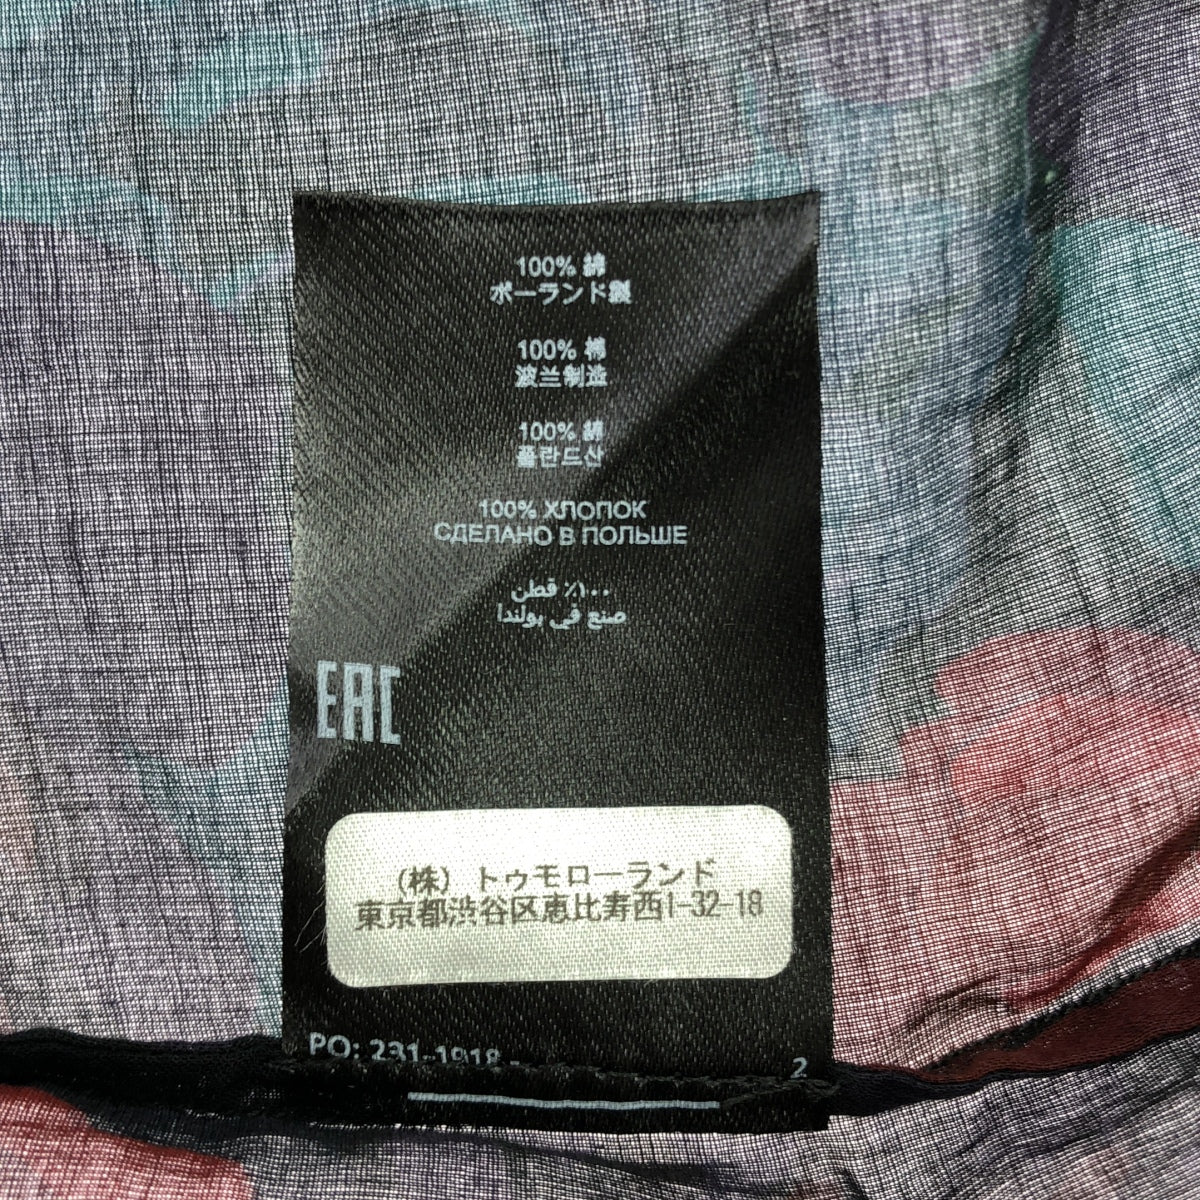 100% 綿
ポーランド製
100% 棉
波兰制造
100% 綿
폴란드산
100% ХЛОПОК
СДЕЛАНО В ПОЛЬШЕ
١٠٠٪ قطن
صنع في بولندا
EAC
(株) トゥモローランド
東京都渋谷区恵比寿西1-32-18
PO: 231-1918 -
2